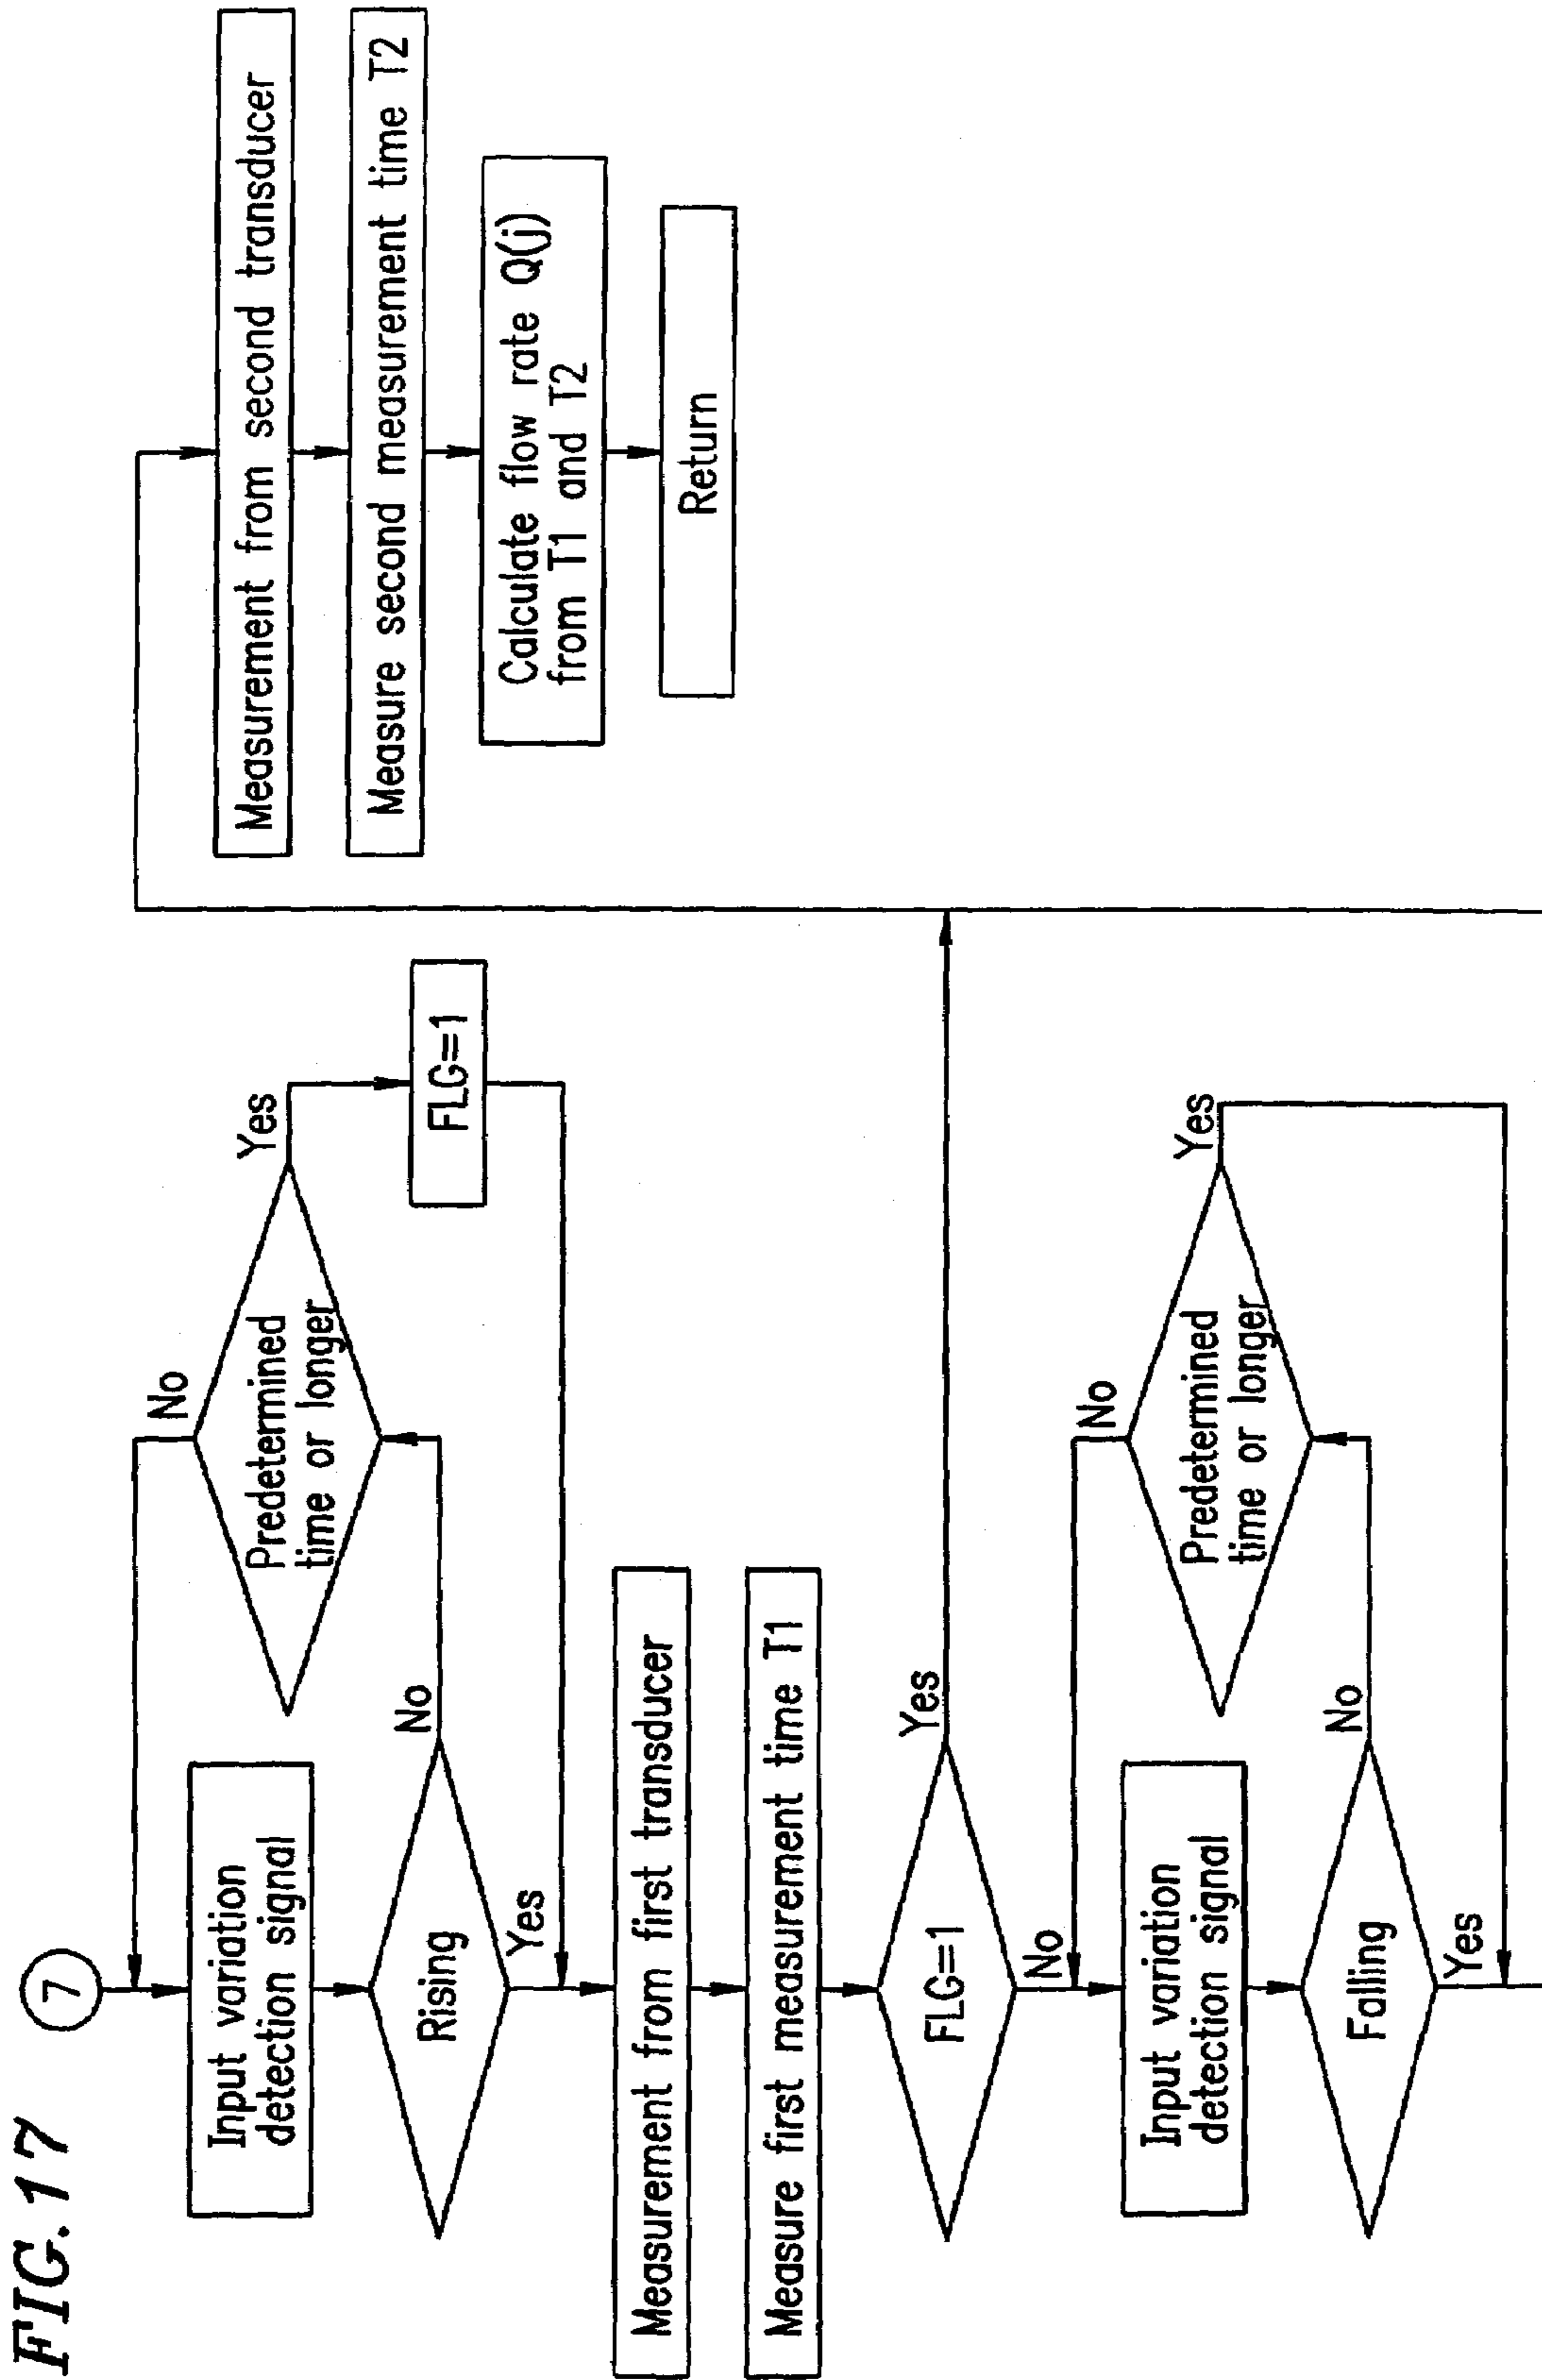 FIG. 17
7
Input variation
detection signal
Rising
No
Yes
Predetermined
time or longer
No
Yes
FLG=1
Measurement from first transducer
Measure first measurement time T1
FLG=1
Yes
No
Input variation
detection signal
Falling
No
Yes
Predetermined
time or longer
No
Yes
Measurement from second transducer
Measure second measurement time T2
Calculate flow rate Q(j)
from T1 and T2
Return